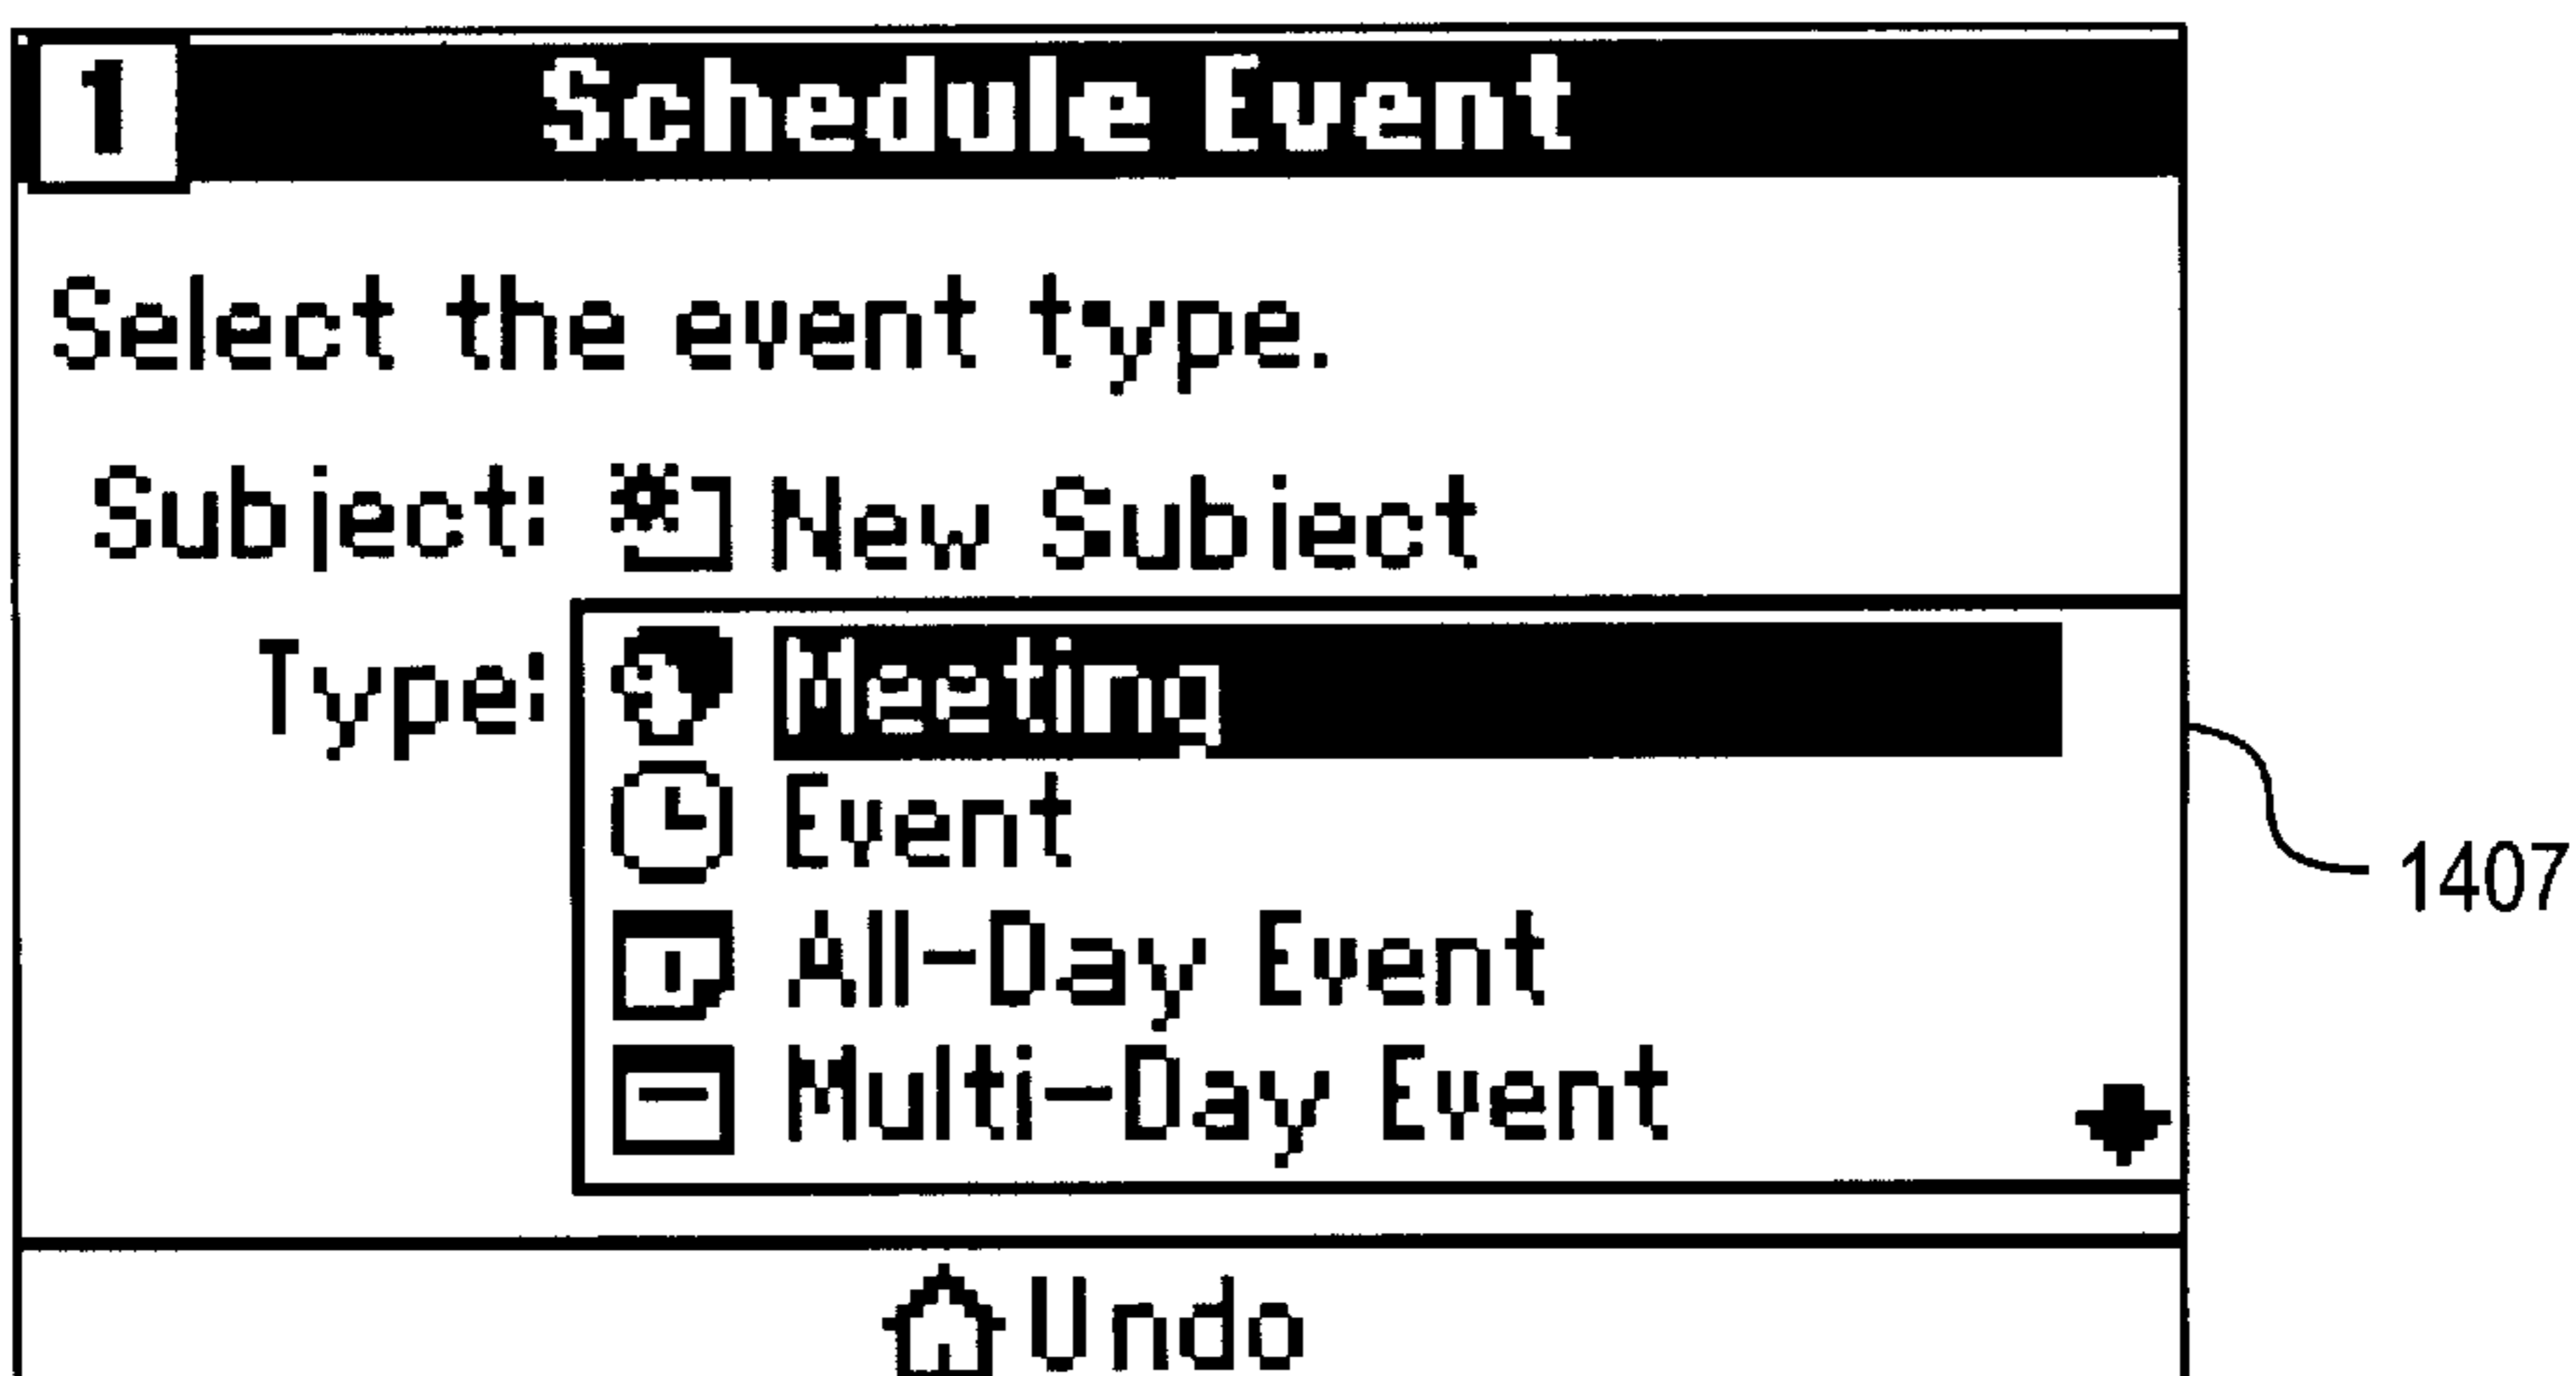 1 Schedule Event
Select the event type.
Subject: New Subject
Type: Meeting
Event
1407
All-Day Event
Multi-Day Event
Undo